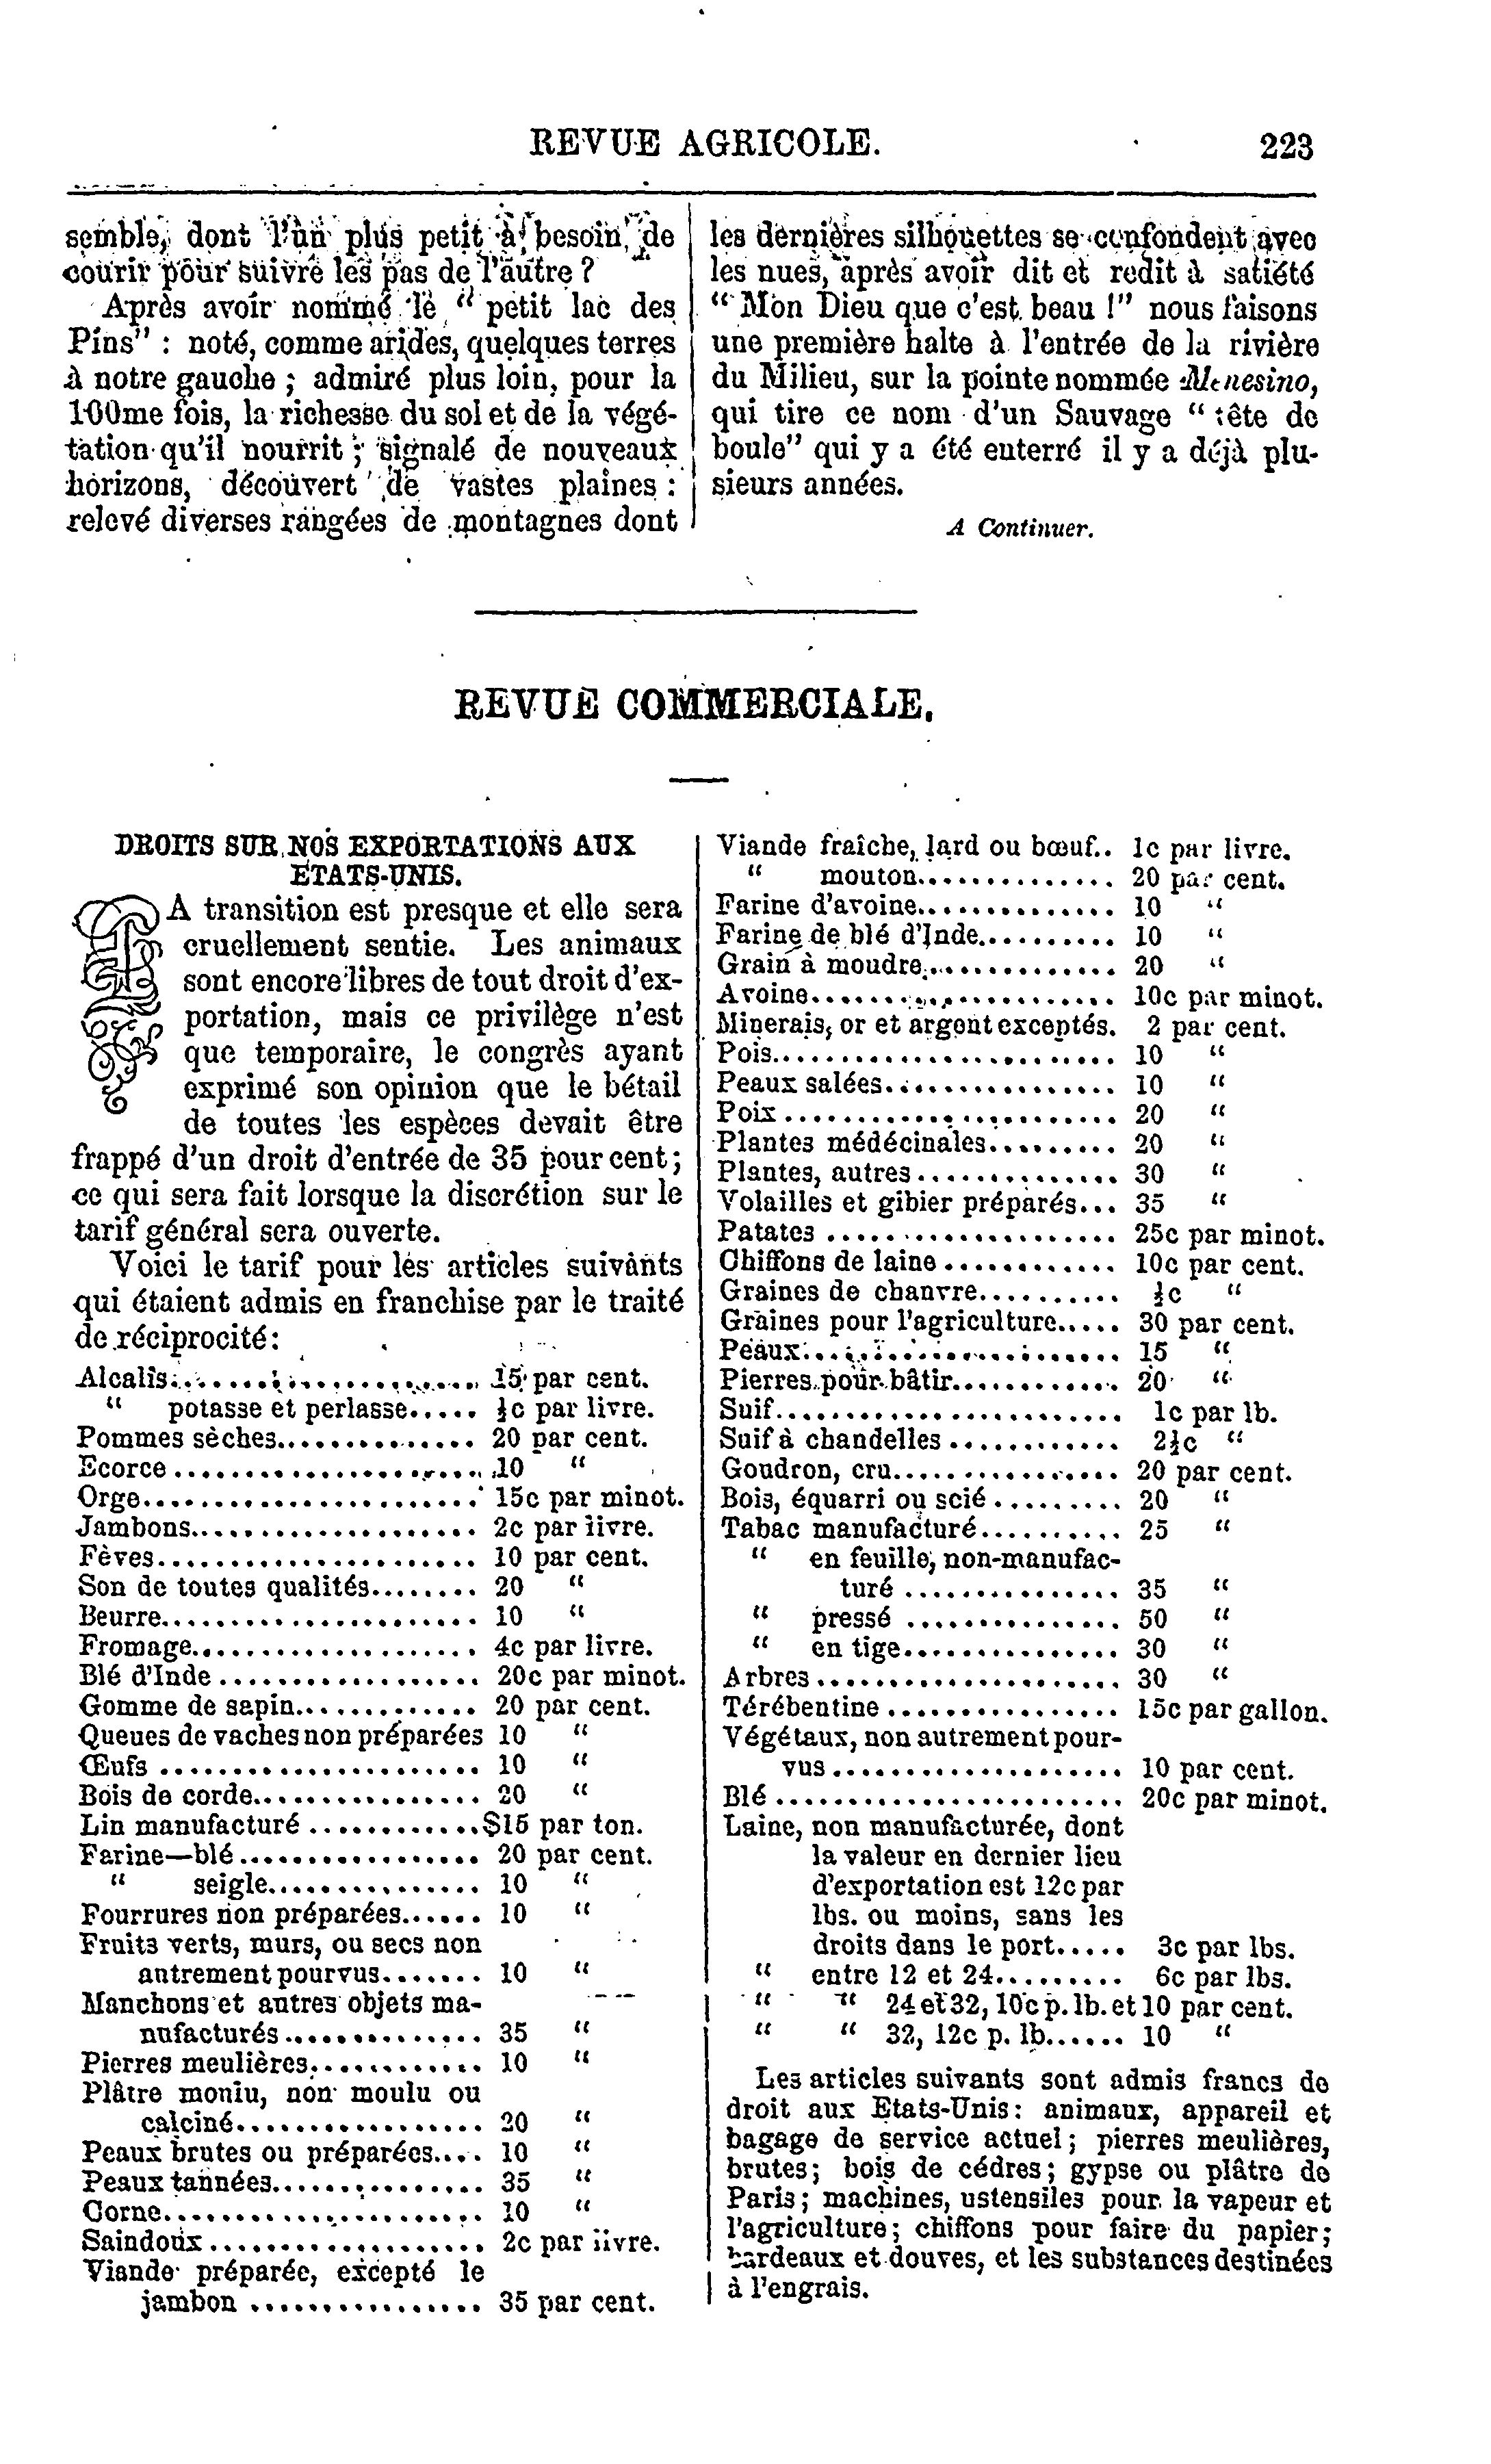 REVUE AGRICOLE. 223
semble, dont l'un plus petit a besoin de
courir pour suivre les pas de l'autre ?
Après avoir nommé le “ petit lac des
Pins” : noté, comme arides, quelques terres
à notre gauche ; admiré plus loin, pour la
100me fois, la richesse du sol et de la végé-
tation qu'il nourrit ; signalé de nouveaux
horizons, découvert de vastes plaines :
relevé diverses rangées de montagnes dont
les dernières silhouettes se confondent avec
les nues, après avoir dit et redit à satiété
“ Mon Dieu que c'est beau !” nous faisons
une première halte à l'entrée de la rivière
du Milieu, sur la pointe nommée Menesino,
qui tire ce nom d'un Sauvage “ tête de
boule” qui y a été enterré il y a déjà plu-
sieurs années.
A Continuer.
REVUE COMMERCIALE.
DROITS SUR NOS EXPORTATIONS AUX
ETATS-UNIS.
LA transition est presque et elle sera
cruellement sentie. Les animaux
sont encore libres de tout droit d'ex-
portation, mais ce privilège n'est
que temporaire, le congrès ayant
exprimé son opinion que le bétail
de toutes les espèces devait être
frappé d'un droit d'entrée de 35 pour cent ;
ce qui sera fait lorsque la discrétion sur le
tarif général sera ouverte.
Voici le tarif pour les articles suivants
qui étaient admis en franchise par le traité
de réciprocité :
Alcalis.......... 15 par cent.
“ potasse et perlasse..... ½c par livre.
Pommes sèches.......... 20 par cent.
Ecorce .......... 10 “
Orge.......... 15c par minot.
Jambons.......... 2c par livre.
Fèves.......... 10 par cent.
Son de toutes qualités........ 20 “
Beurre.......... 10 “
Fromage.......... 4c par livre.
Blé d'Inde .......... 20c par minot.
Gomme de sapin.......... 20 par cent.
Queues de vaches non préparées 10 “
Œufs .......... 10 “
Bois de corde.......... 20 “
Lin manufacturé .......... $15 par ton.
Farine—blé .......... 20 par cent.
“ seigle.......... 10 “
Fourrures non préparées...... 10 “
Fruits verts, murs, ou secs non
autrement pourvus....... 10 “
Manchons et autres objets ma-
nufacturés .......... 35 “
Pierres meulières.......... 10 “
Plâtre moulu, non moulu ou
calciné.......... 20 “
Peaux brutes ou préparées.... 10 “
Peaux tannées.......... 35 “
Corne.......... 10 “
Saindoux .......... 2c par livre.
Viande préparée, excepté le
jambon .......... 35 par cent.
Viande fraîche, lard ou bœuf.. 1c par livre.
“ mouton.......... 20 par cent.
Farine d'avoine.......... 10 “
Farine de blé d'Inde.......... 10 “
Grain à moudre.......... 20 “
Avoine.......... 10c par minot.
Minerais, or et argent exceptés. 2 par cent.
Pois.......... 10 “
Peaux salées.......... 10 “
Poix .......... 20 “
Plantes médécinales.......... 20 “
Plantes, autres .......... 30 “
Volailles et gibier préparés... 35 “
Patates .......... 25c par minot.
Chiffons de laine .......... 10c par cent.
Graines de chanvre.......... ½c “
Graines pour l'agriculture..... 30 par cent.
Peaux.......... 15 “
Pierres pour bâtir.......... 20 “
Suif.......... 1c par lb.
Suif à chandelles .......... 2½c “
Goudron, cru.......... 20 par cent.
Bois, équarri ou scié ......... 20 “
Tabac manufacturé.......... 25 “
“ en feuille, non-manufac-
turé .......... 35 “
“ pressé .......... 50 “
“ en tige.......... 30 “
Arbres .......... 30 “
Térébentine .......... 15c par gallon.
Végétaux, non autrement pour-
vus .......... 10 par cent.
Blé .......... 20c par minot.
Laine, non manufacturée, dont
la valeur en dernier lieu
d'exportation est 12c par
lbs. ou moins, sans les
droits dans le port..... 3c par lbs.
“ entre 12 et 24......... 6c par lbs.
“ “ 24 et 32, 10c p. lb. et 10 par cent.
“ “ 32, 12c p. lb...... 10 “
Les articles suivants sont admis francs de
droit aux Etats-Unis : animaux, appareil et
bagage de service actuel ; pierres meulières,
brutes ; bois de cédres ; gypse ou plâtre de
Paris ; machines, ustensiles pour la vapeur et
l'agriculture ; chiffons pour faire du papier ;
bardeaux et douves, et les substances destinées
à l'engrais.